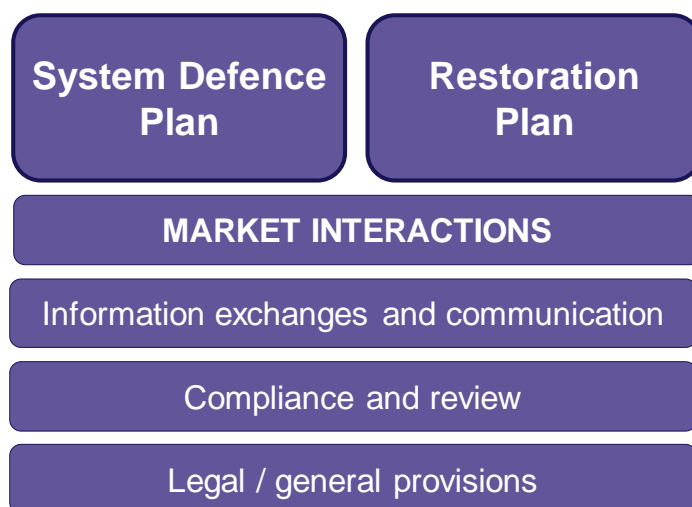 System Defence
Plan
Restoration
Plan
MARKET INTERACTIONS
Information exchanges and communication
Compliance and review
Legal / general provisions